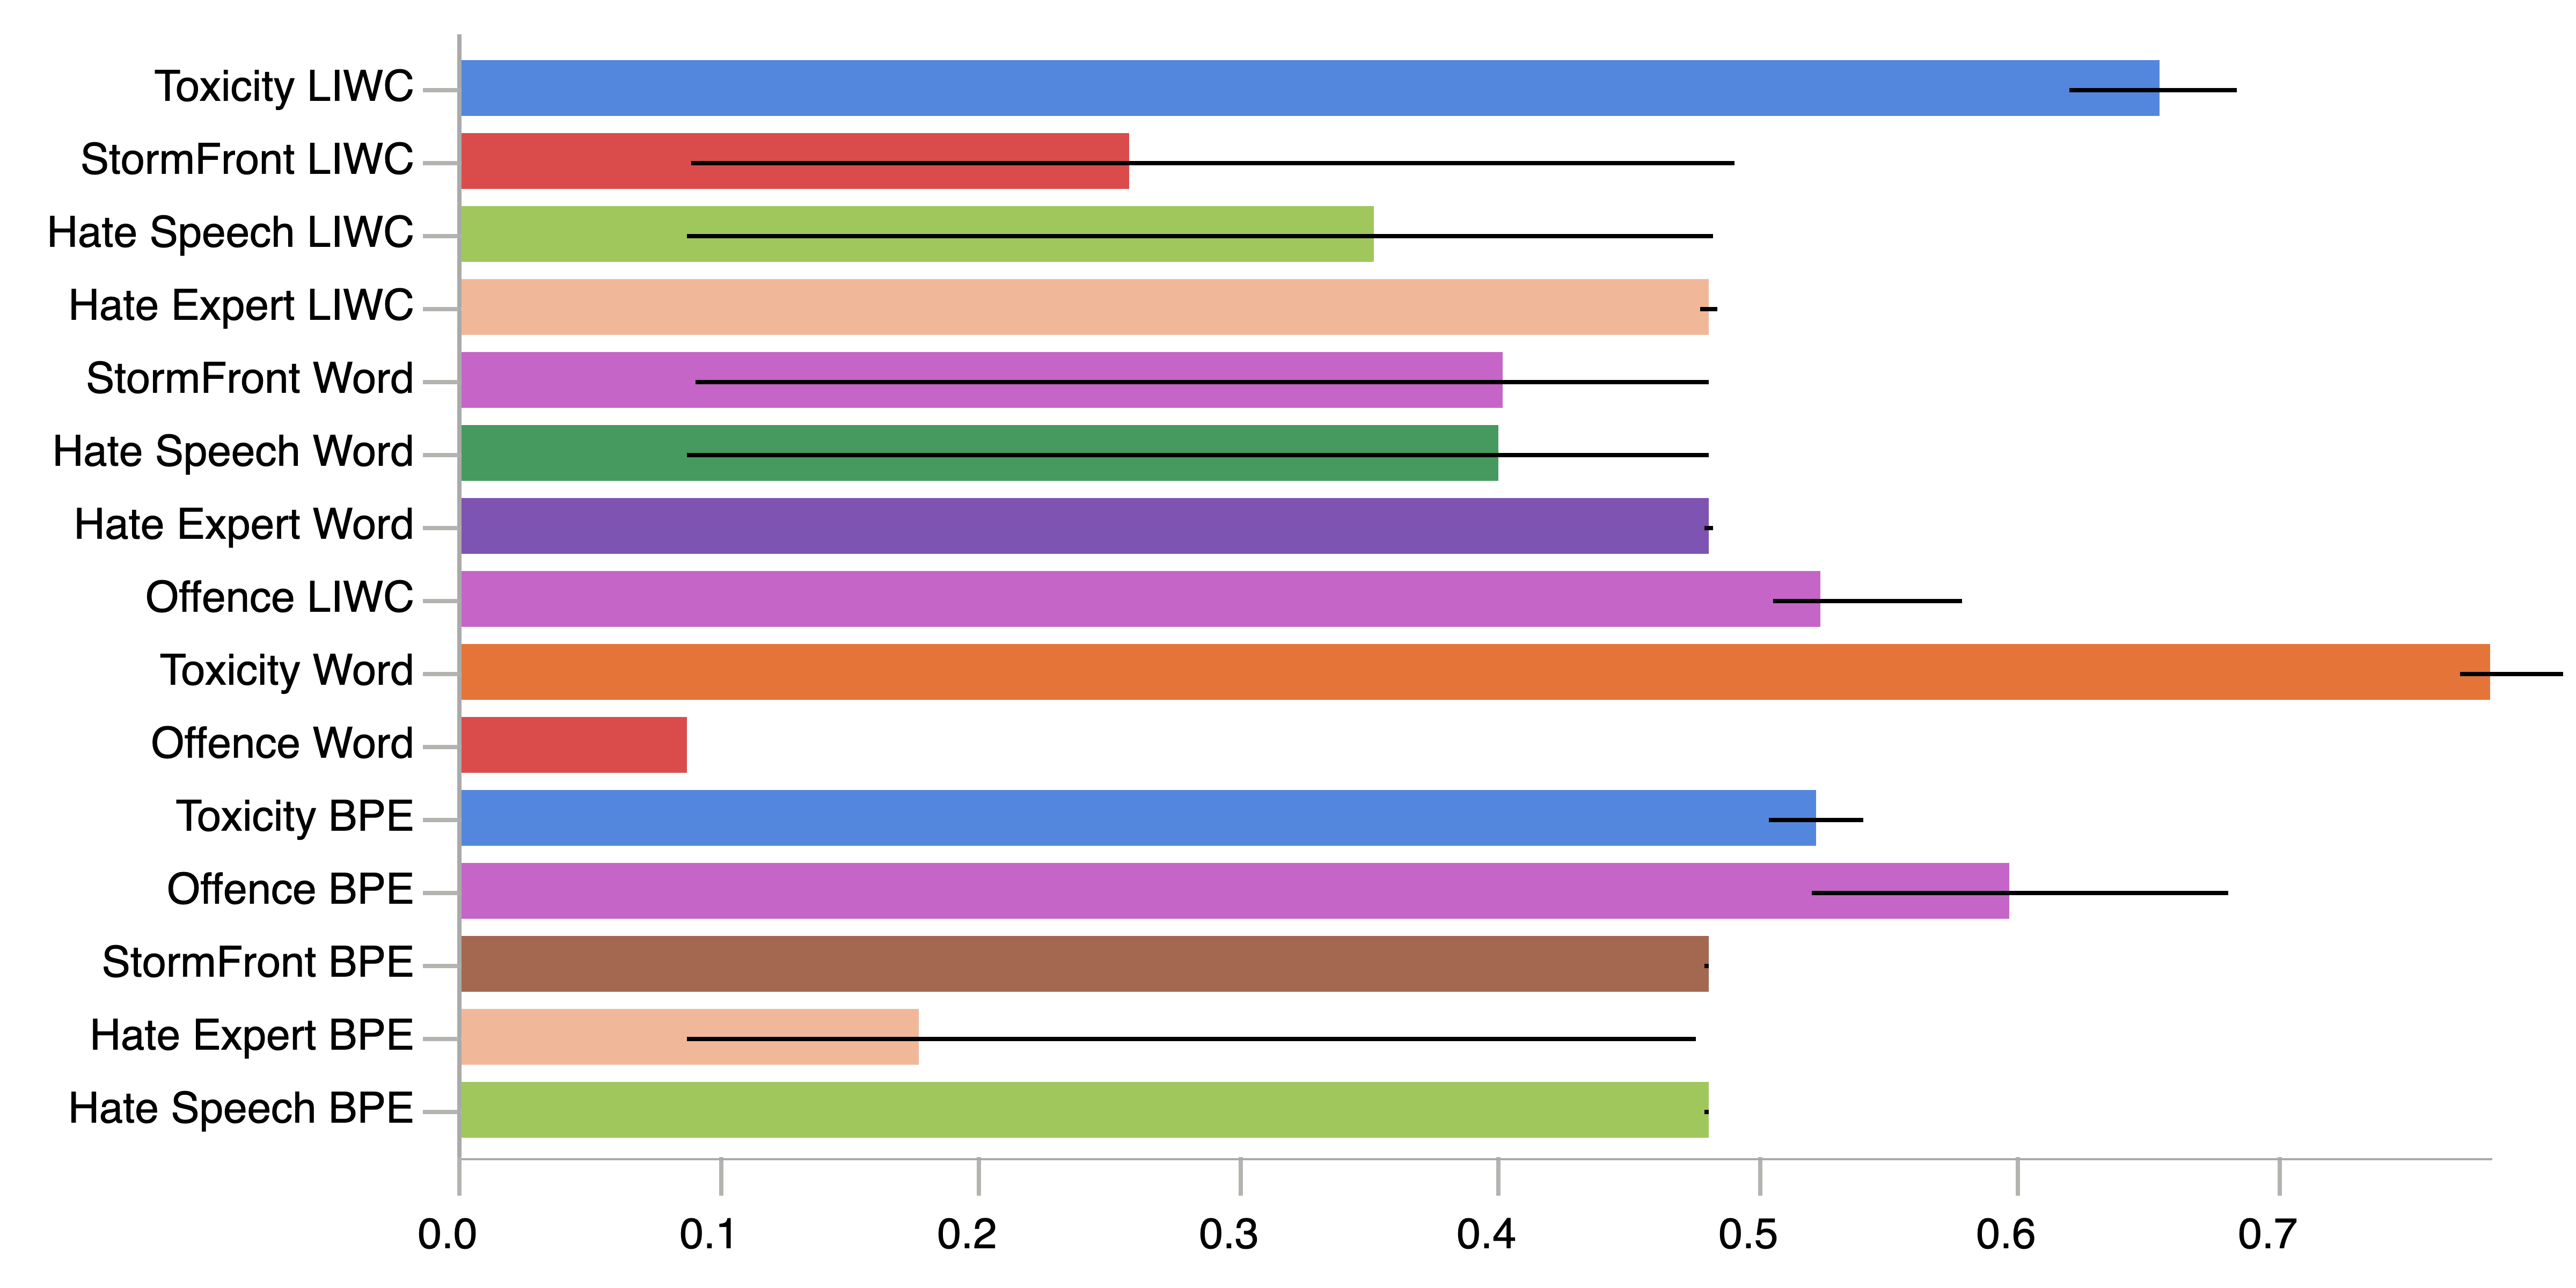 Toxicity LIWC
StormFront LIWC
Hate Speech LIWC
Hate Expert LIWC
StormFront Word
Hate Speech Word
Hate Expert Word
Offence LIWC
Toxicity Word
Offence Word
Toxicity BPE
Offence BPE
StormFront BPE
Hate Expert BPE
Hate Speech BPE
0.0 0.1 0.2 0.3 0.4 0.5 0.6 0.7